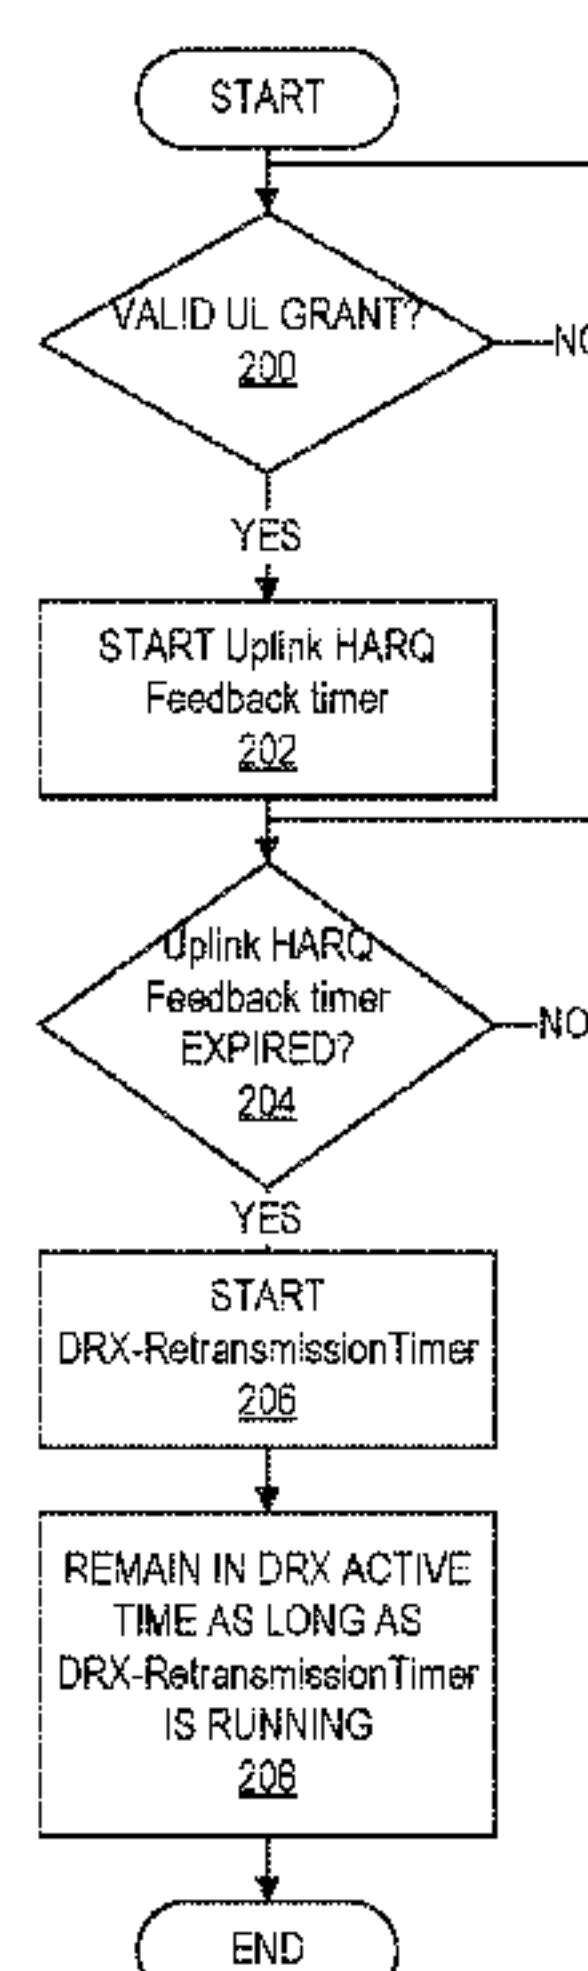 START
VALID UL GRANT?
200
NO
YES
START Uplink HARQ
Feedback timer
202
Uplink HARQ
Feedback timer
EXPIRED?
204
NO
YES
START
DRX-RetransmissionTimer
206
REMAIN IN DRX ACTIVE
TIME AS LONG AS
DRX-RetransmissionTimer
IS RUNNING
208
END